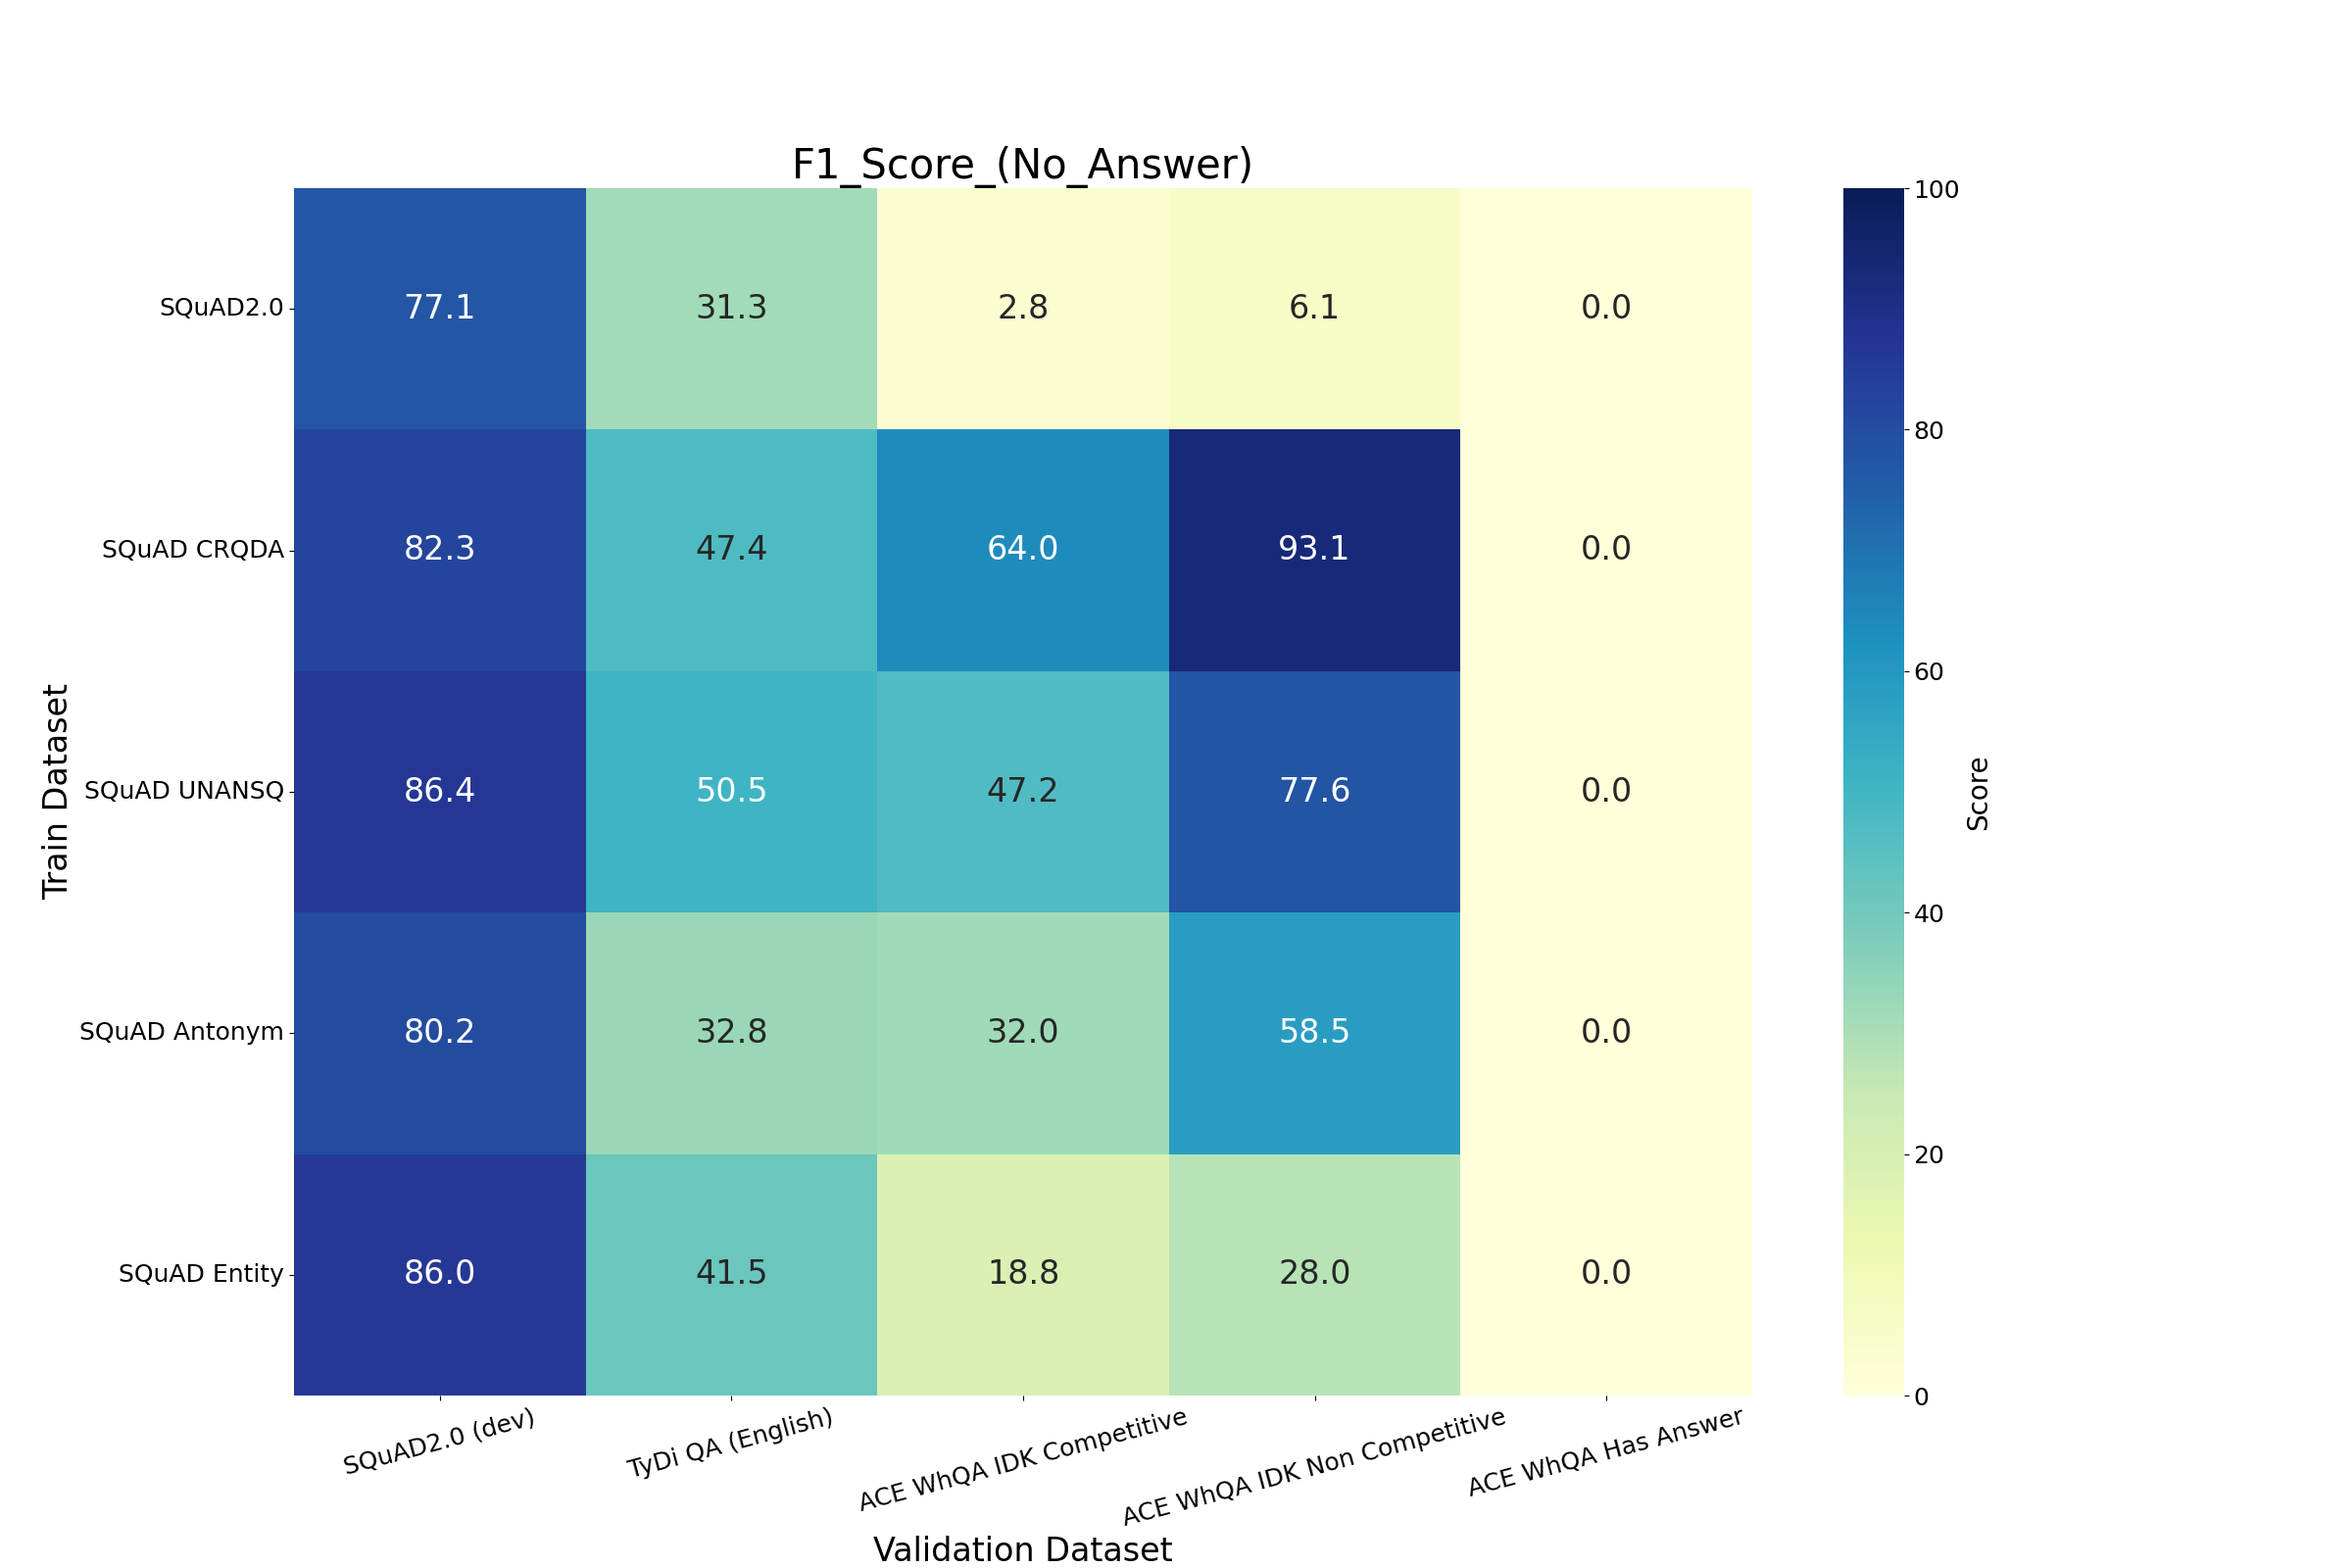 F1_Score_(No_Answer)
Train Dataset
SQuAD2.0 77.1 31.3 2.8 6.1 0.0
SQuAD CRQDA 82.3 47.4 64.0 93.1 0.0
SQuAD UNANSQ 86.4 50.5 47.2 77.6 0.0
SQuAD Antonym 80.2 32.8 32.0 58.5 0.0
SQuAD Entity 86.0 41.5 18.8 28.0 0.0
SQuAD2.0 (dev)
TyDi QA (English)
ACE WhQA IDK Competitive
ACE WhQA IDK Non Competitive
ACE WhQA Has Answer
Validation Dataset
100
80
60
40
20
0
Score